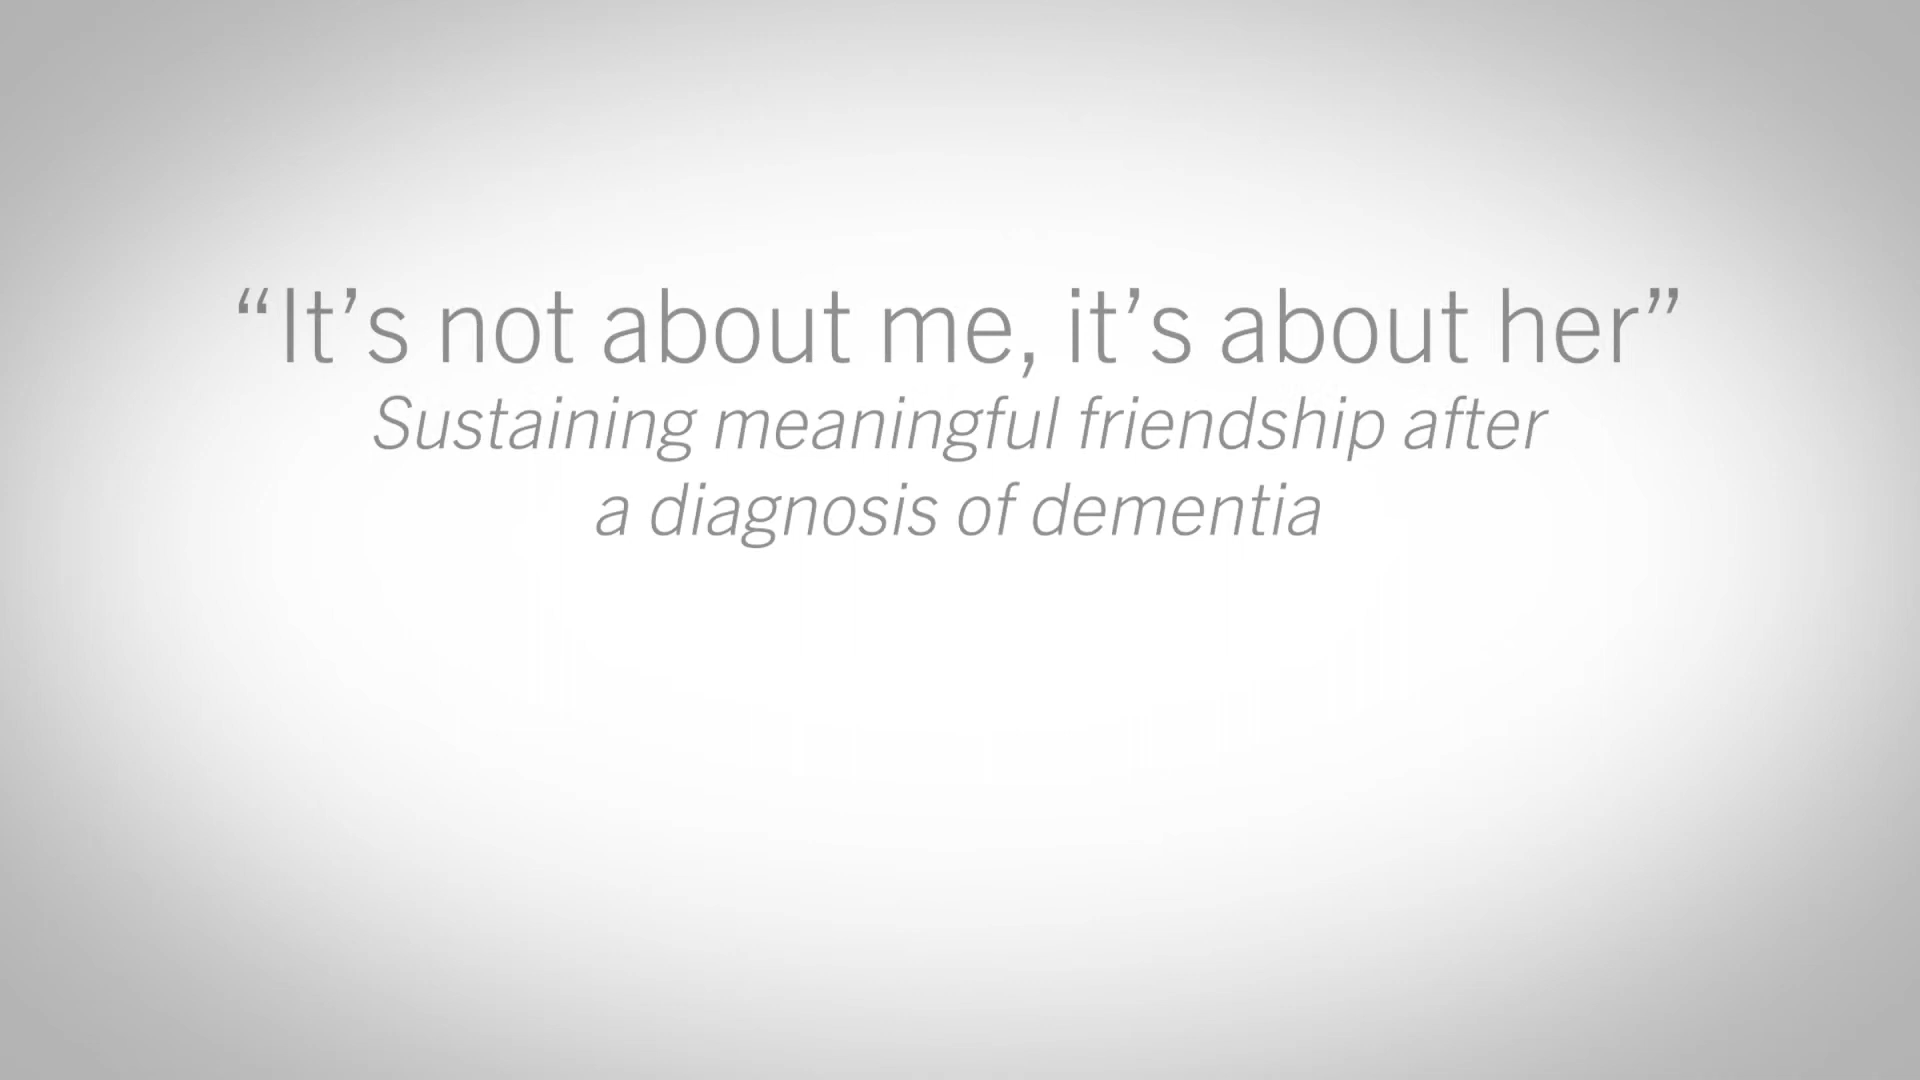 “It’s not about me, it’s about her”
Sustaining meaningful friendship after
a diagnosis of dementia